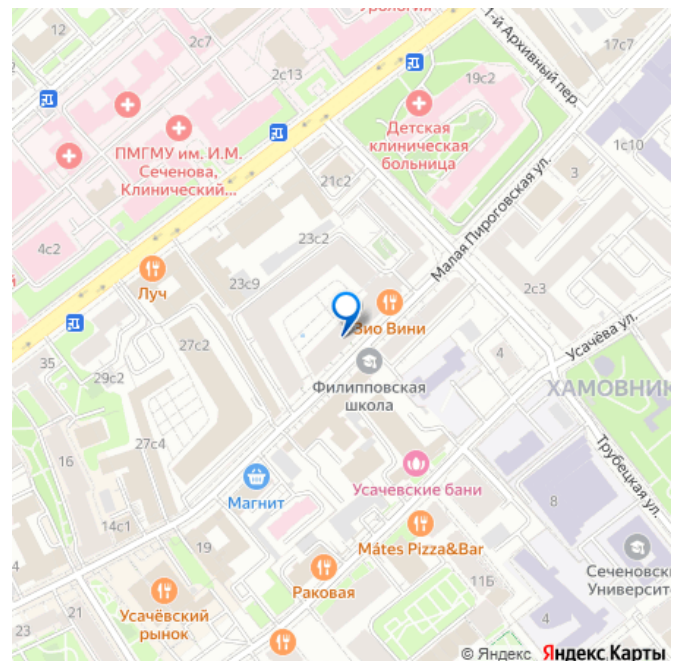 Урология
12
2с7
17с7
1-й Архивный пер.
2с13
19с2
Детская
клиническая
больница
1с10
ПМГМУ им. И.М.
Сеченова,
Клинический...
21с2
3
Малая Пироговская ул.
4с2
23с2
й
Луч
23с9
2с3
Зио Вини
Усачёва ул.
27с2
4
35
29с2
Филипповская
школа
ХАМОВНИК
27с4
16
Трубецкая ул.
Усачевские бани
Магнит
8
14с1
Mátes Pizza&Bar
19
Сеченовск
Университ
4
Раковая
11Б
Усачёвский
рынок
21
4
23
© Яндекс Яндекс Карты